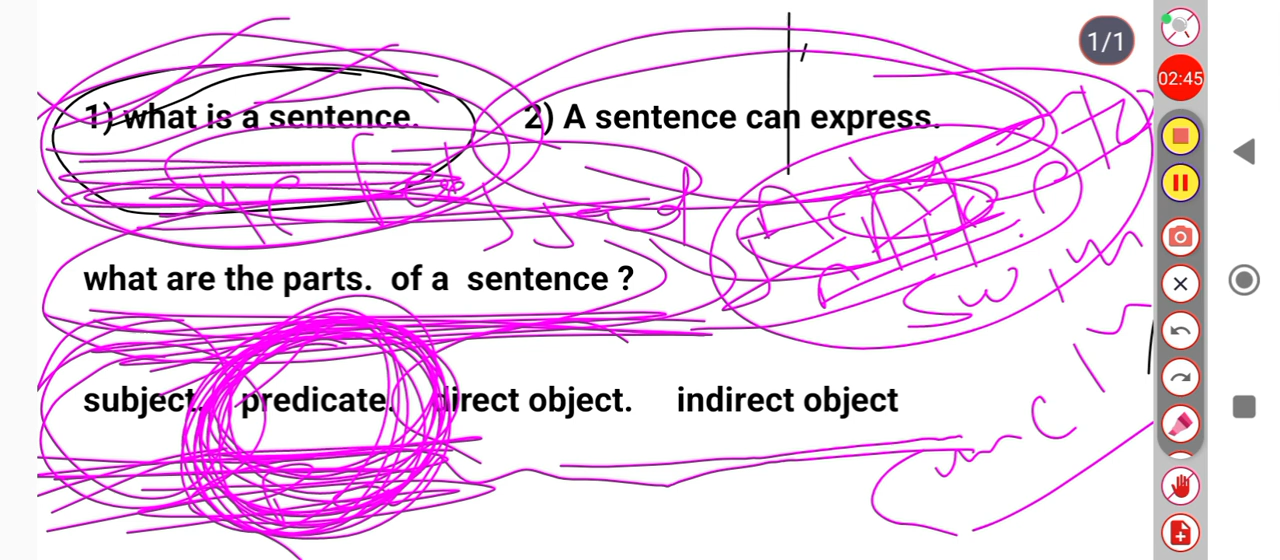 1/1
02:45
1) what is a sentence. 2) A sentence can express.
what are the parts. of a sentence ?
subject. predicate. direct object. indirect object